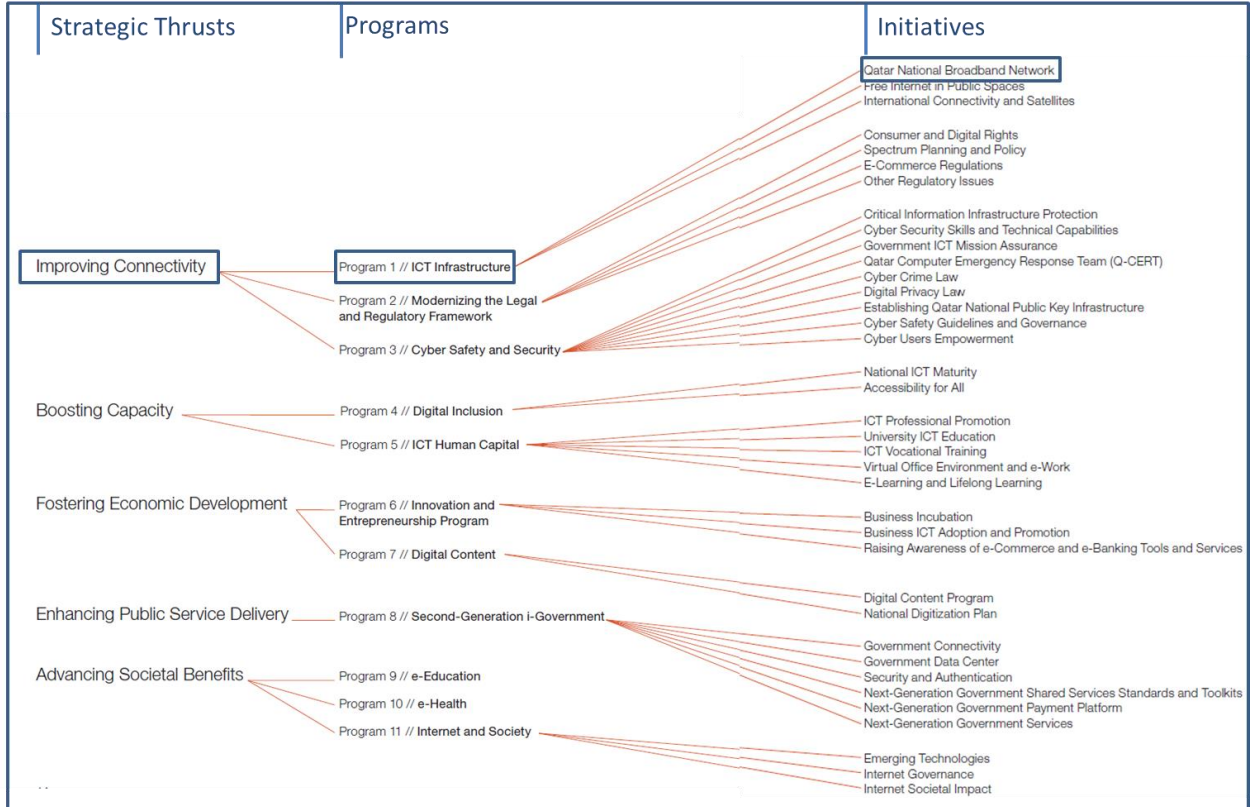 Strategic Thrusts
Programs
Initiatives
Qatar National Broadband Network
Free Internet in Public Spaces
International Connectivity and Satellites
Consumer and Digital Rights
Spectrum Planning and Policy
E-Commerce Regulations
Other Regulatory Issues
Critical Information Infrastructure Protection
Cyber Security Skills and Technical Capabilities
Government ICT Mission Assurance
Qatar Computer Emergency Response Team (Q-CERT)
Cyber Crime Law
Digital Privacy Law
Establishing Qatar National Public Key Infrastructure
Cyber Safety Guidelines and Governance
Cyber Users Empowerment
Improving Connectivity
Program 1 // ICT Infrastructure
Program 2 // Modernizing the Legal
and Regulatory Framework
Program 3 // Cyber Safety and Security
National ICT Maturity
Accessibility for All
Boosting Capacity
Program 4 // Digital Inclusion
Program 5 // ICT Human Capital
ICT Professional Promotion
University ICT Education
ICT Vocational Training
Virtual Office Environment and e-Work
E-Learning and Lifelong Learning
Fostering Economic Development
Program 6 // Innovation and
Entrepreneurship Program
Program 7 // Digital Content
Business Incubation
Business ICT Adoption and Promotion
Raising Awareness of e-Commerce and e-Banking Tools and Services
Digital Content Program
National Digitization Plan
Enhancing Public Service Delivery
Program 8 // Second-Generation i-Government
Government Connectivity
Government Data Center
Security and Authentication
Next-Generation Government Shared Services Standards and Toolkits
Next-Generation Government Payment Platform
Next-Generation Government Services
Advancing Societal Benefits
Program 9 // e-Education
Program 10 // e-Health
Program 11 // Internet and Society
Emerging Technologies
Internet Governance
Internet Societal Impact